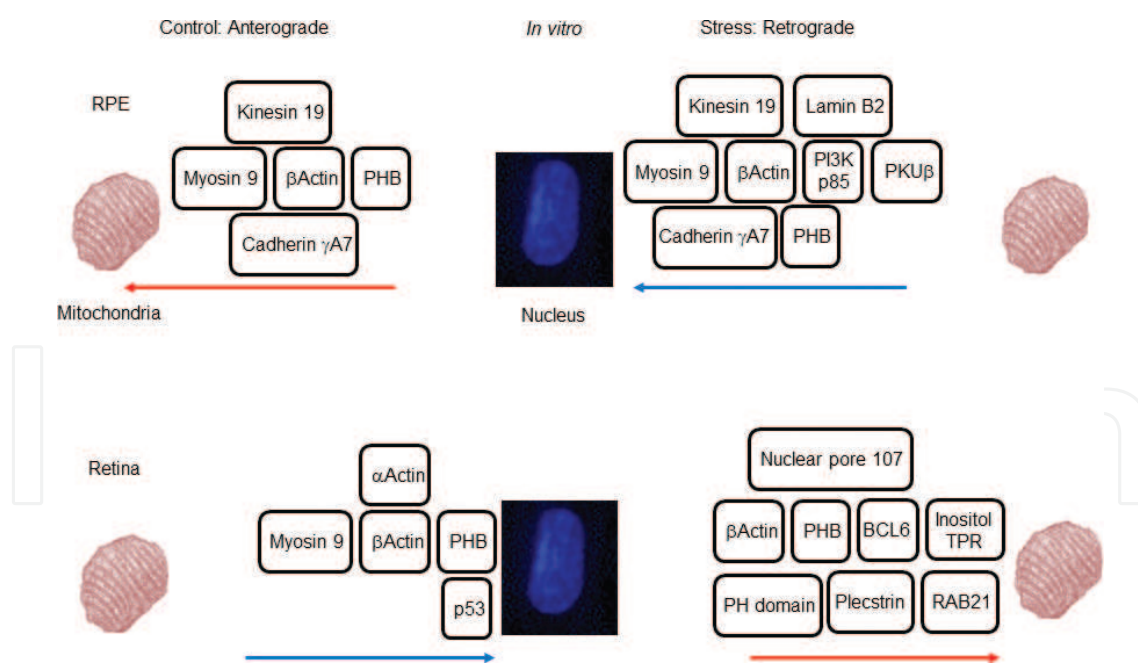 Control: Anterograde
In vitro
Stress: Retrograde
RPE
Kinesin 19
Myosin 9
βActin
PHB
Cadherin γA7
Kinesin 19
Lamin B2
Myosin 9
βActin
PI3K
p85
PKUβ
Cadherin γA7
PHB
Mitochondria
Nucleus
Retina
αActin
Myosin 9
βActin
PHB
p53
Nuclear pore 107
βActin
PHB
BCL6
Inositol
TPR
PH domain
Plecstrin
RAB21